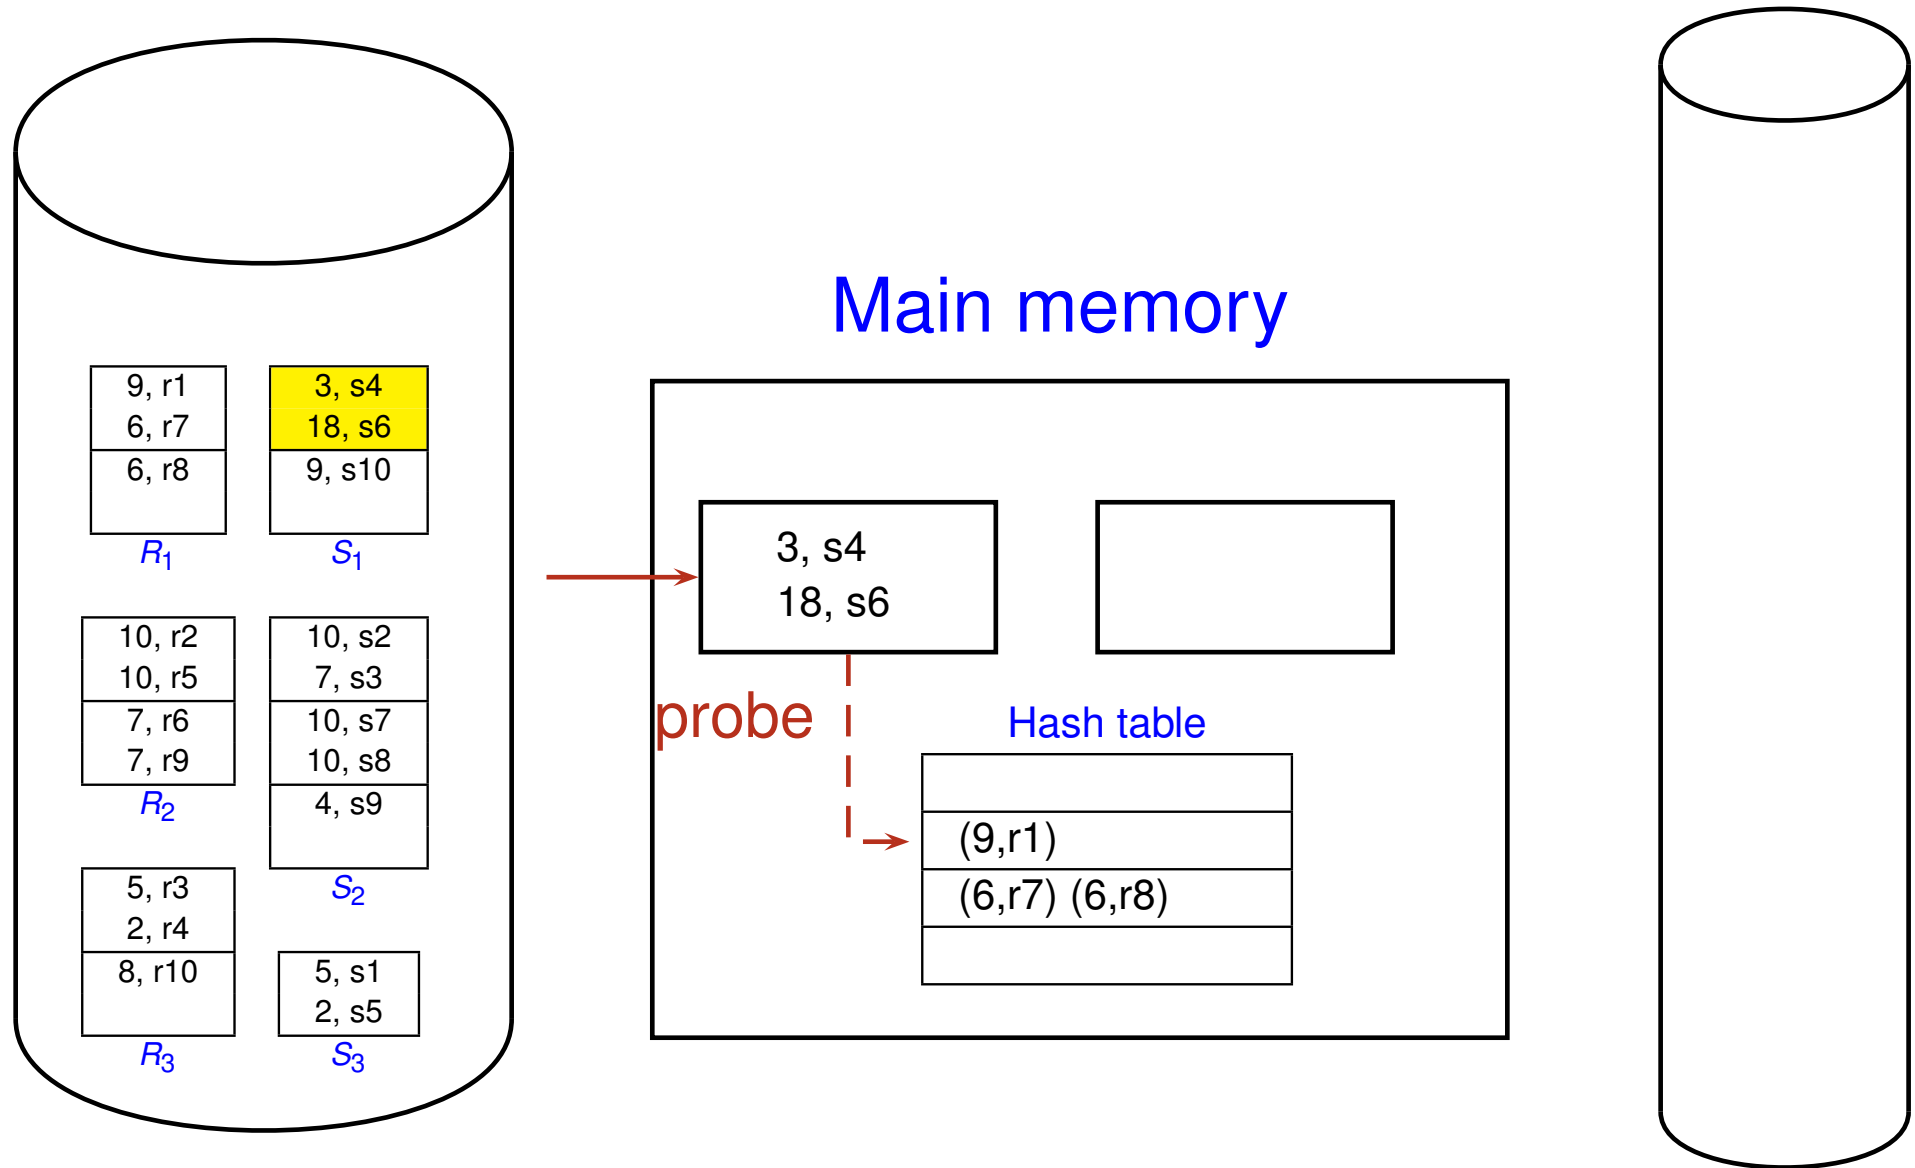 Main memory
9, r1
6, r7
6, r8
R1
3, s4
18, s6
9, s10
S1
10, r2
10, r5
7, r6
7, r9
R2
10, s2
7, s3
10, s7
10, s8
4, s9
S2
5, r3
2, r4
8, r10
R3
5, s1
2, s5
S3
3, s4
18, s6
probe
Hash table
(9,r1)
(6,r7) (6,r8)